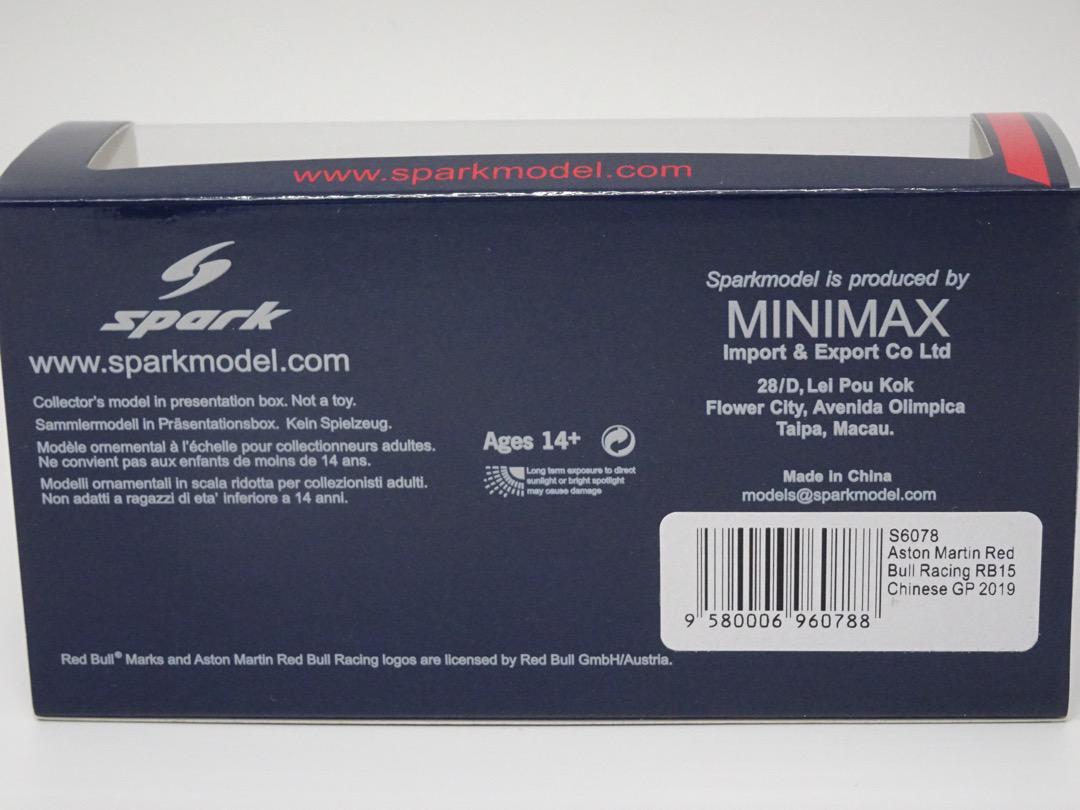 www.sparkmodel.com
spark
www.sparkmodel.com
Collector's model in presentation box. Not a toy.
Sammlermodell in Präsentationsbox. Kein Spielzeug.
Modèle ornemental à l'échelle pour collectionneurs adultes.
Ne convient pas aux enfants de moins de 14 ans.
Modelli ornamentali in scala ridotta per collezionisti adulti.
Non adatti a ragazzi di eta' inferiore a 14 anni.
Ages 14+
Long term exposure to direct
sunlight or bright spotlight
may cause damage
Sparkmodel is produced by
MINIMAX
Import & Export Co Ltd
28/D, Lei Pou Kok
Flower City, Avenida Olimpica
Taipa, Macau.
Made in China
models@sparkmodel.com
S6078
Aston Martin Red
Bull Racing RB15
Chinese GP 2019
9 580006 960788
Red Bull® Marks and Aston Martin Red Bull Racing logos are licensed by Red Bull GmbH/Austria.